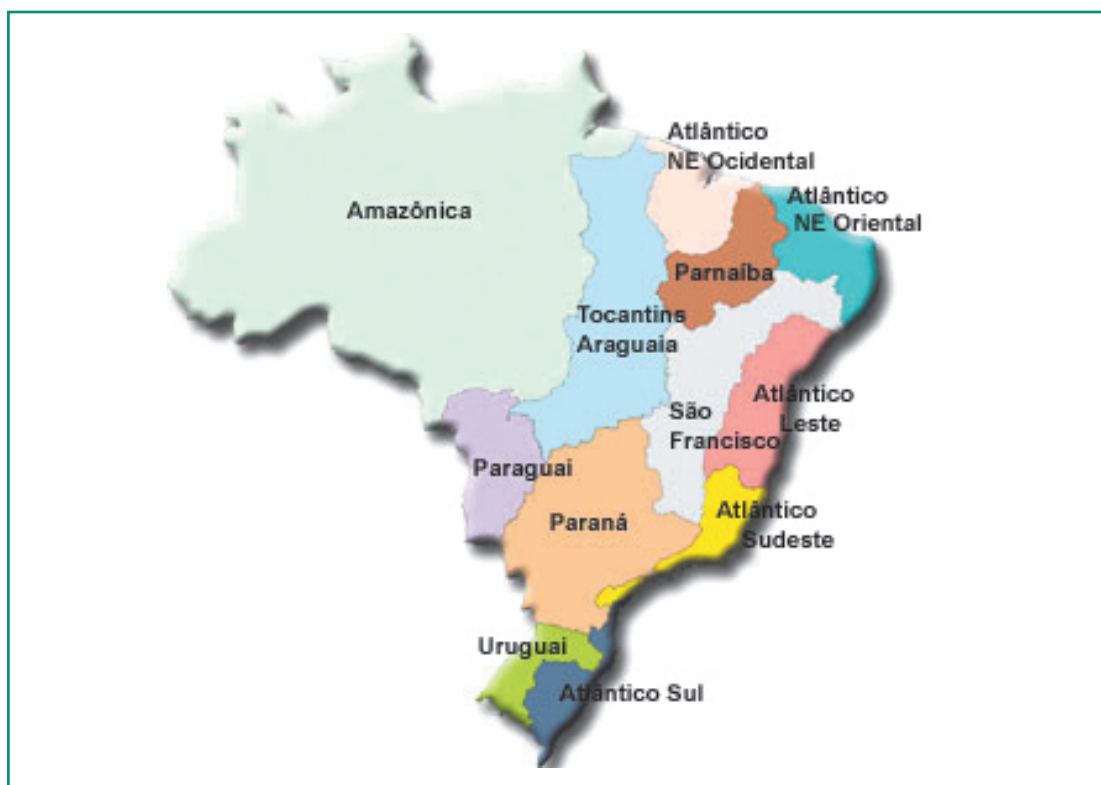 Atlântico
NE Ocidental
Atlântico
NE Oriental
Amazônica
Parnaíba
Tocantins
Araguaia
Atlântico
Leste
São
Francisco
Paraguai
Atlântico
Sudeste
Paraná
Uruguai
Atlântico Sul